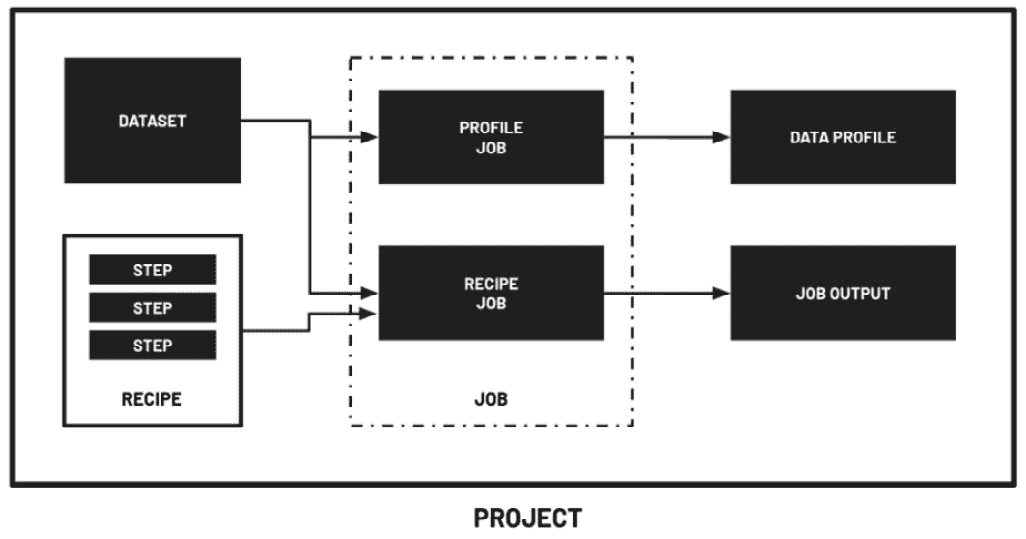 DATASET
PROFILE
JOB
DATA PROFILE
STEP
STEP
STEP
RECIPE
RECIPE
JOB
JOB OUTPUT
JOB
PROJECT